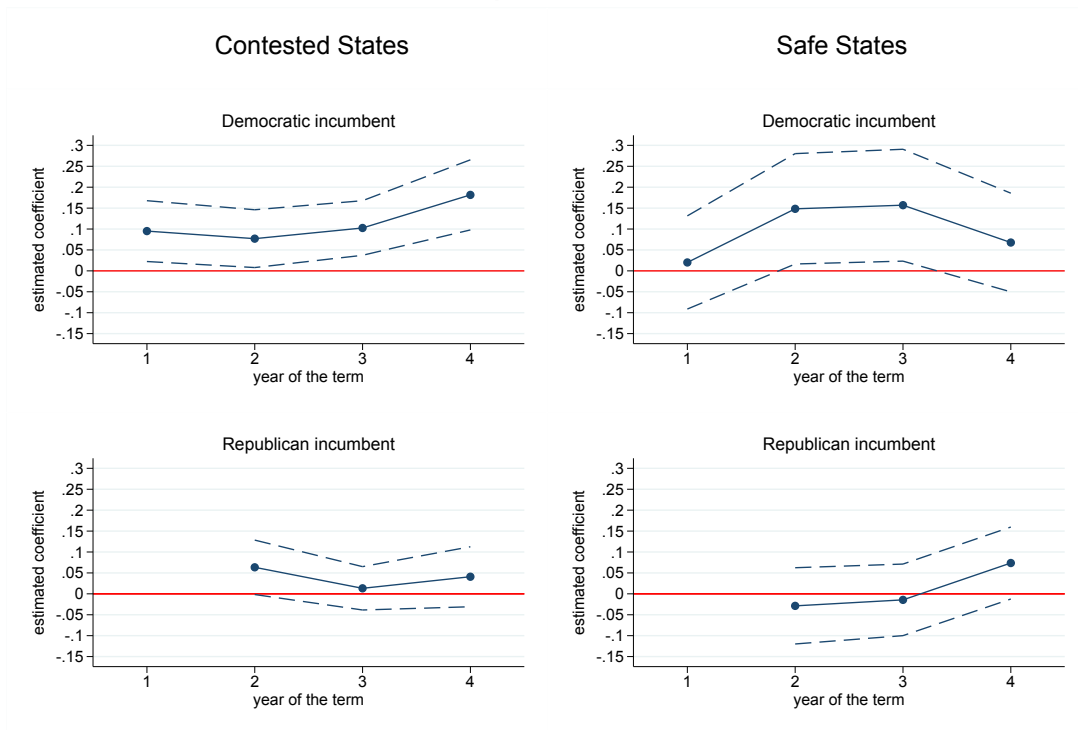 Contested States
Safe States
Democratic incumbent
.3
.25
.2
.15
.1
.05
0
-.05
-.1
-.15
estimated coefficient
1 2 3 4
year of the term
Democratic incumbent
.3
.25
.2
.15
.1
.05
0
-.05
-.1
-.15
estimated coefficient
1 2 3 4
year of the term
Republican incumbent
.3
.25
.2
.15
.1
.05
0
-.05
-.1
-.15
estimated coefficient
1 2 3 4
year of the term
Republican incumbent
.3
.25
.2
.15
.1
.05
0
-.05
-.1
-.15
estimated coefficient
1 2 3 4
year of the term